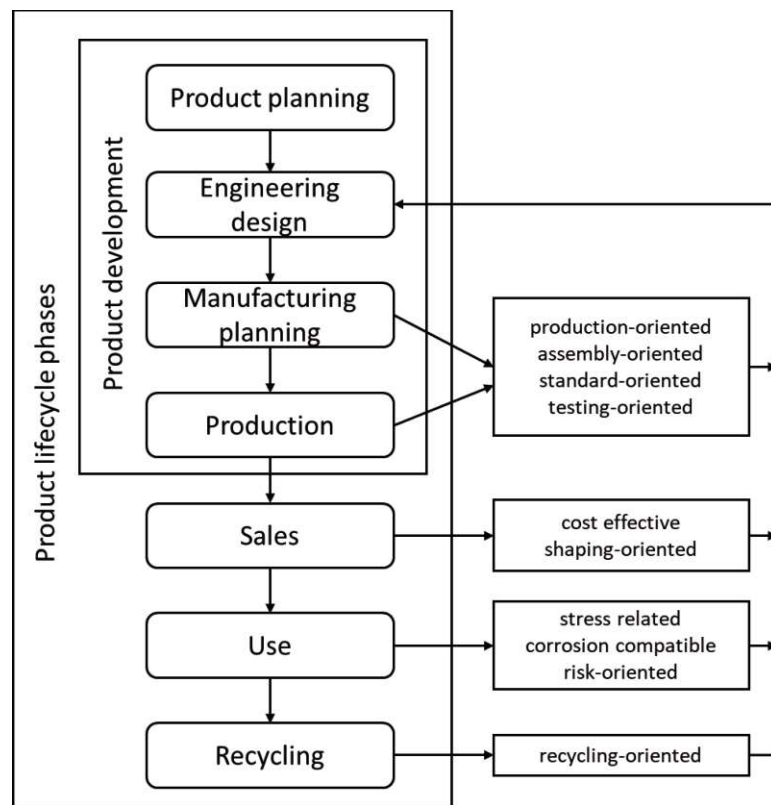 Product lifecycle phases
Product development
Product planning
Engineering
design
Manufacturing
planning
Production
Sales
Use
Recycling
production-oriented
assembly-oriented
standard-oriented
testing-oriented
cost effective
shaping-oriented
stress related
corrosion compatible
risk-oriented
recycling-oriented